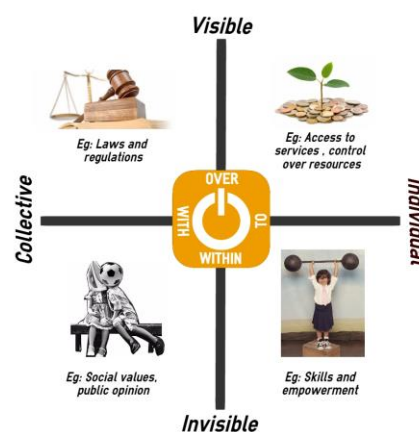 Visible
Eg: Laws and
regulations
Eg: Access to
services , control
over resources
Collective
OVER
WITH
TO
WITHIN
Individual
Eg: Social values,
public opinion
Eg: Skills and
empowerment
Invisible